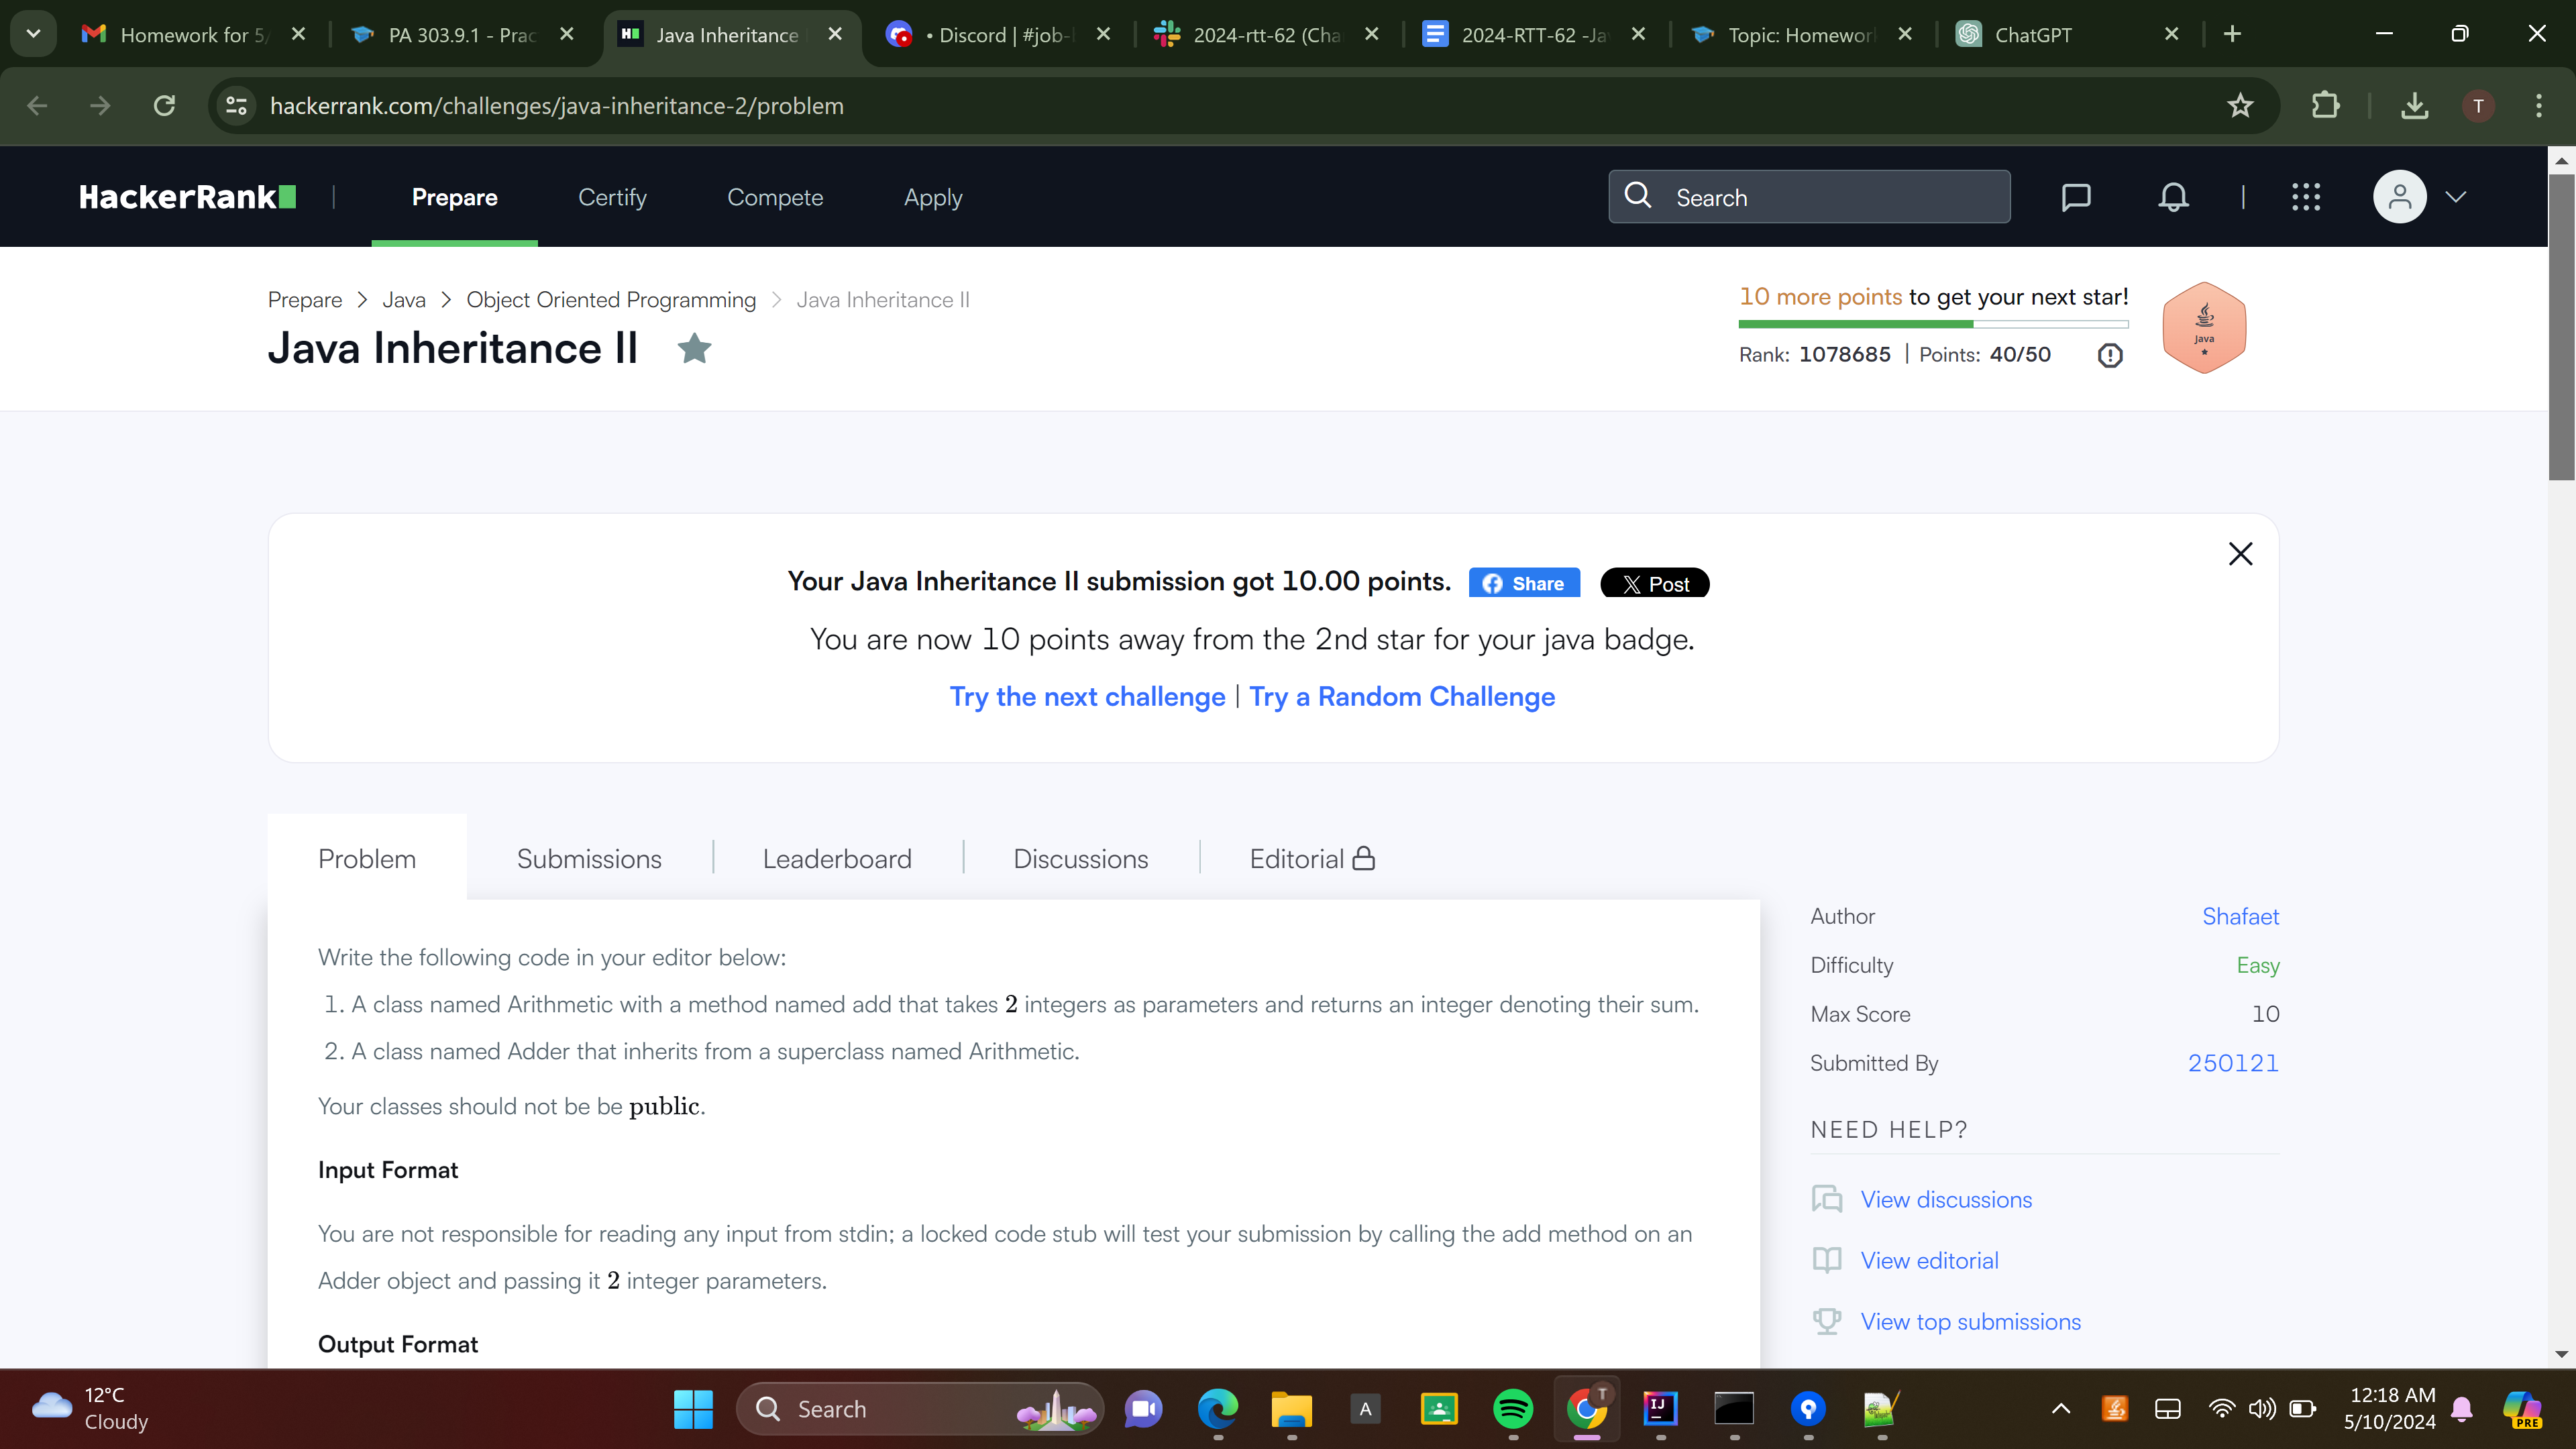 Homework for 5/
PA 303.9.1 - Prac
Java Inheritance
• Discord | #job-
2024-rtt-62 (Cha
2024-RTT-62 -Ja
Topic: Homework
ChatGPT
hackerrank.com/challenges/java-inheritance-2/problem
T
HackerRank
Prepare
Certify
Compete
Apply
Search
Prepare > Java > Object Oriented Programming > Java Inheritance II
Java Inheritance II
10 more points to get your next star!
Rank: 1078685 | Points: 40/50
Java
Your Java Inheritance II submission got 10.00 points.
Share
X Post
You are now 10 points away from the 2nd star for your java badge.
Try the next challenge | Try a Random Challenge
Problem
Submissions
Leaderboard
Discussions
Editorial
Write the following code in your editor below:
1. A class named Arithmetic with a method named add that takes 2 integers as parameters and returns an integer denoting their sum.
2. A class named Adder that inherits from a superclass named Arithmetic.
Your classes should not be be public.
Input Format
You are not responsible for reading any input from stdin; a locked code stub will test your submission by calling the add method on an
Adder object and passing it 2 integer parameters.
Output Format
Author Shafaet
Difficulty Easy
Max Score 10
Submitted By 250121
NEED HELP?
View discussions
View editorial
View top submissions
12°C
Cloudy
Search
A
T
IJ
12:18 AM
5/10/2024
PRE